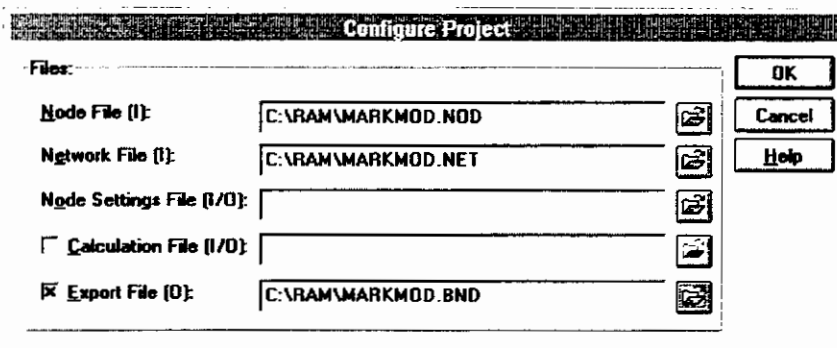 Configure Project
Files:
OK
Node File (I): C:\RAM\MARKMOD.NOD
Cancel
Network File (I): C:\RAM\MARKMOD.NET
Help
Node Settings File (I/O):
Calculation File (I/O):
Export File (O): C:\RAM\MARKMOD.BND